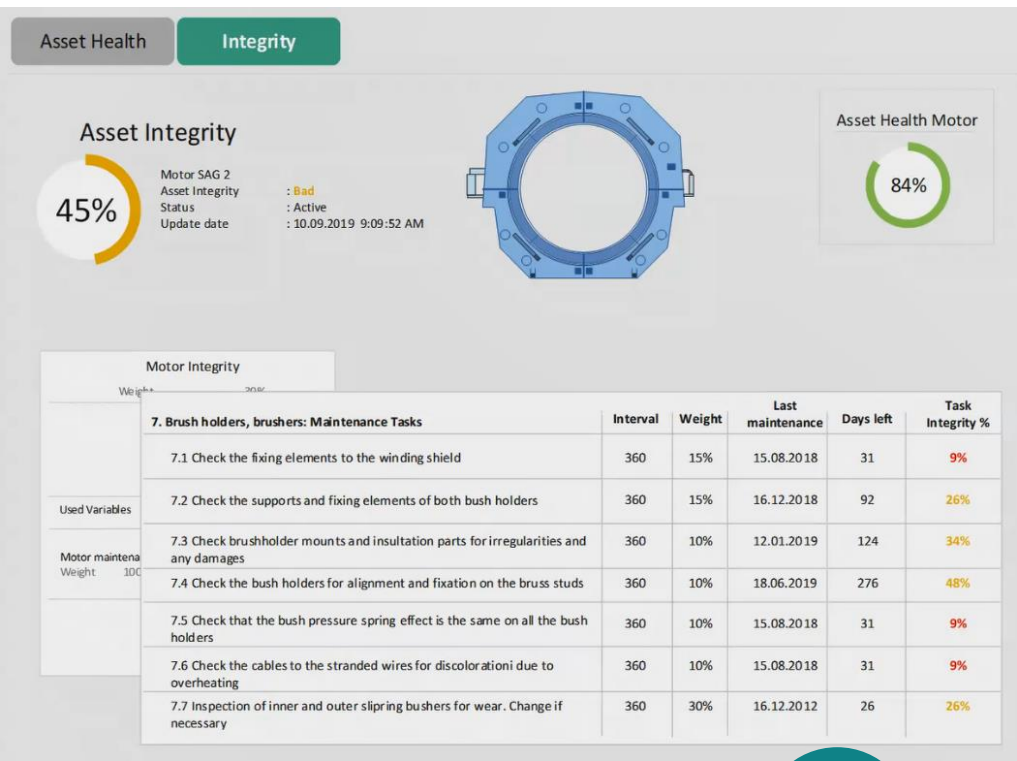 Asset Health
Integrity
Asset Integrity
45%
Motor SAG 2
Asset Integrity : Bad
Status : Active
Update date : 10.09.2019 9:09:52 AM
Asset Health Motor
84%
Motor Integrity
Used Variables
Motor maintena
Weight 100
7. Brush holders, brushers: Maintenance Tasks Interval Weight Last maintenance Days left Task Integrity %
7.1 Check the fixing elements to the winding shield 360 15% 15.08.2018 31 9%
7.2 Check the supports and fixing elements of both bush holders 360 15% 16.12.2018 92 26%
7.3 Check brushholder mounts and insultation parts for irregularities and
any damages
360 10% 12.01.2019 124 34%
7.4 Check the bush holders for alignment and fixation on the bruss studs 360 10% 18.06.2019 276 48%
7.5 Check that the bush pressure spring effect is the same on all the bush
holders
360 10% 15.08.2018 31 9%
7.6 Check the cables to the stranded wires for discolorationi due to
overheating
360 10% 15.08.2018 31 9%
7.7 Inspection of inner and outer slipring bushers for wear. Change if
necessary
360 30% 16.12.2012 26 26%